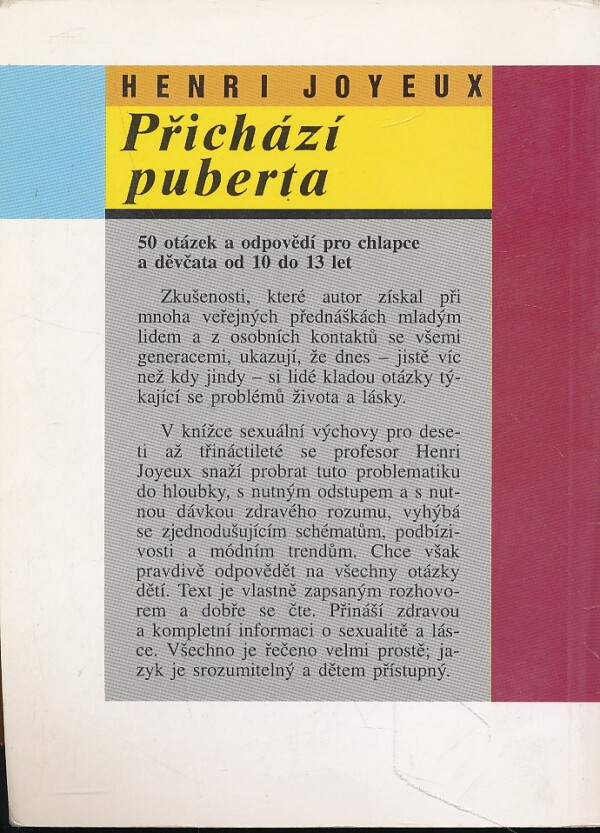 HENRI JOYEUX
Přichází
puberta
50 otázek a odpovědí pro chlapce
a děvčata od 10 do 13 let
Zkušenosti, které autor získal při
mnoha veřejných přednáškách mladým
lidem a z osobních kontaktů se všemi
generacemi, ukazují, že dnes – jistě víc
než kdy jindy – si lidé kladou otázky tý-
kající se problémů života a lásky.
V knížce sexuální výchovy pro dese-
ti až třináctileté se profesor Henri
Joyeux snaží probrat tuto problematiku
do hloubky, s nutným odstupem a s nut-
nou dávkou zdravého rozumu, vyhýbá
se zjednodušujícím schématům, podbízi-
vosti a módním trendům. Chce však
pravdivě odpovědět na všechny otázky
dětí. Text je vlastně zapsaným rozhovo-
rem a dobře se čte. Přináší zdravou
a kompletní informaci o sexualitě a lás-
ce. Všechno je řečeno velmi prostě; ja-
zyk je srozumitelný a dětem přístupný.